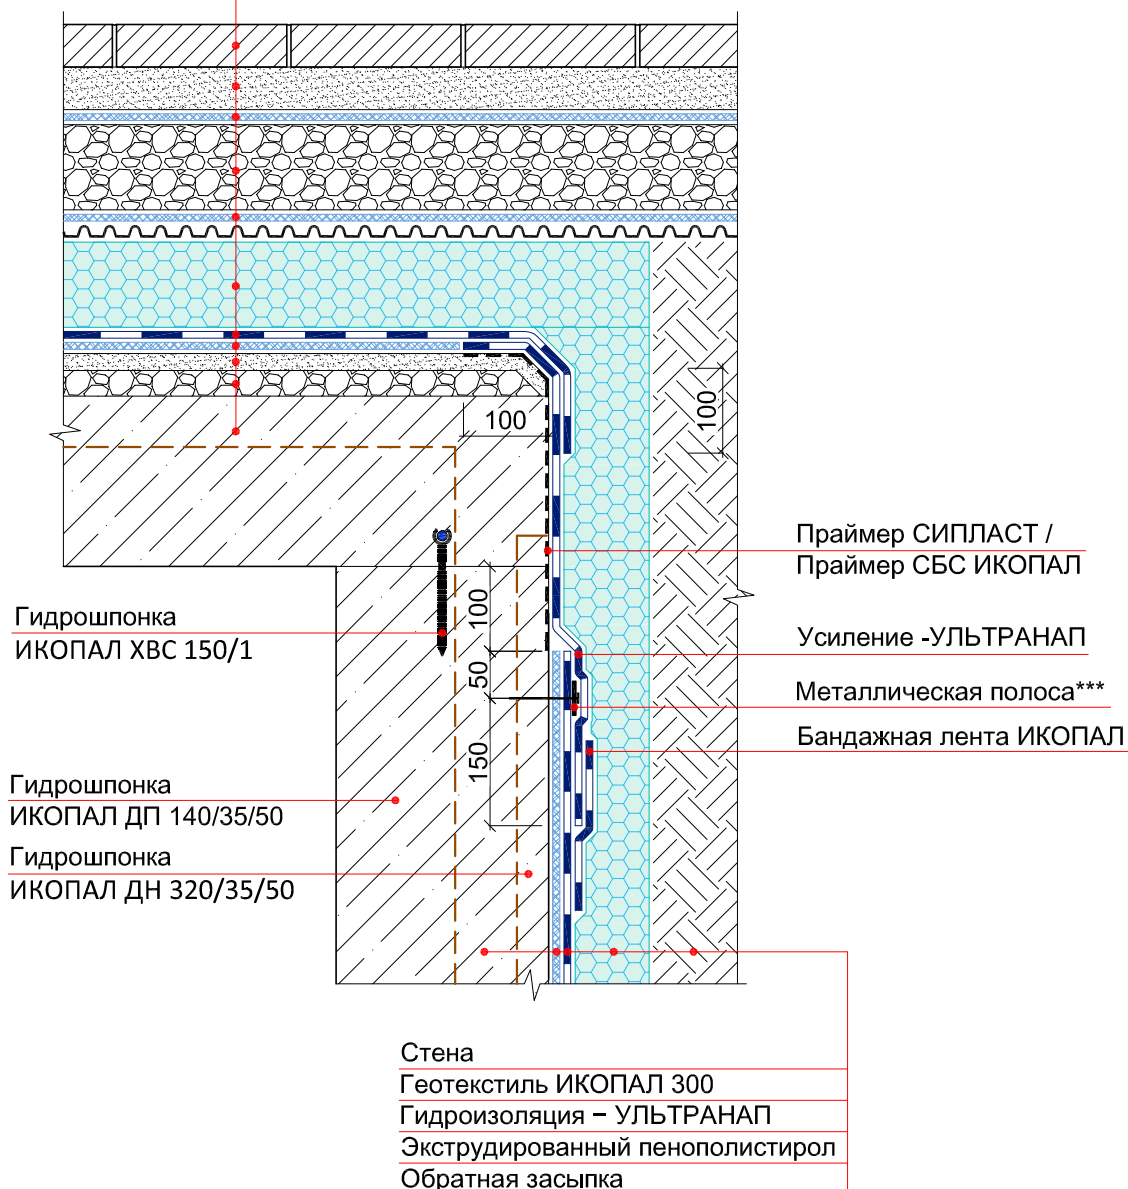 100
100
Праймер СИПЛАСТ /
Праймер СБС ИКОПАЛ
Гидрошпонка
ИКОПАЛ ХВС 150/1
100
Усиление -УЛЬТРАНАП
50
Металлическая полоса***
Бандажная лента ИКОПАЛ
150
Гидрошпонка
ИКОПАЛ ДП 140/35/50
Гидрошпонка
ИКОПАЛ ДН 320/35/50
Стена
Геотекстиль ИКОПАЛ 300
Гидроизоляция – УЛЬТРАНАП
Экструдированный пенополистирол
Обратная засыпка